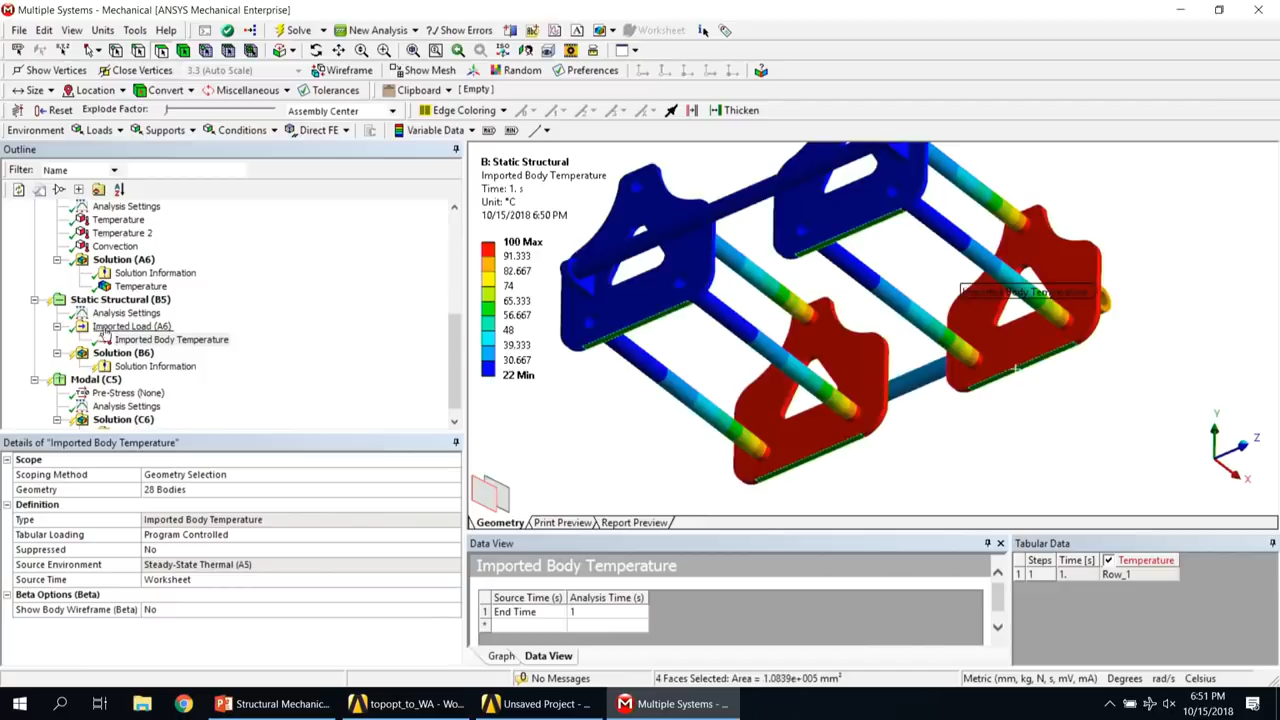 Multiple Systems - Mechanical [ANSYS Mechanical Enterprise]
File Edit View Units Tools Help Solve New Analysis ?/ Show Errors Worksheet
Show Vertices Close Vertices 3.3 (Auto Scale) Wireframe Show Mesh Random Preferences
Size Location Convert Miscellaneous Tolerances Clipboard [ Empty ]
Reset Explode Factor: Assembly Center Edge Coloring Thicken
Environment Loads Supports Conditions Direct FE Variable Data
Outline
Filter: Name
Analysis Settings
Temperature
Temperature 2
Convection
Solution (A6)
Solution Information
Temperature
Static Structural (B5)
Analysis Settings
Imported Load (A6)
Imported Body Temperature
Solution (B6)
Solution Information
Modal (C5)
Pre-Stress (None)
Analysis Settings
Solution (C6)
Details of "Imported Body Temperature"
Scope
Scoping Method Geometry Selection
Geometry 28 Bodies
Definition
Type Imported Body Temperature
Tabular Loading Program Controlled
Suppressed No
Source Environment Steady-State Thermal (A5)
Source Time Worksheet
Beta Options (Beta)
Show Body Wireframe (Beta) No
B: Static Structural
Imported Body Temperature
Time: 1. s
Unit: °C
10/15/2018 6:50 PM
100 Max
91.333
82.667
74
65.333
56.667
48
39.333
30.667
22 Min
Imported Body Temperature
Y
Z
X
Geometry Print Preview Report Preview
Data View
Imported Body Temperature
Source Time (s) Analysis Time (s)
1 End Time 1
*
Graph Data View
Tabular Data
Steps Time [s] Temperature
1 1 1. Row_1
No Messages 4 Faces Selected: Area = 1.0839e+005 mm² Metric (mm, kg, N, s, mV, mA) Degrees rad/s Celsius
Structural Mechanic... topopt_to_WA - Wo... Unsaved Project - ... Multiple Systems - ...
6:51 PM
10/15/2018